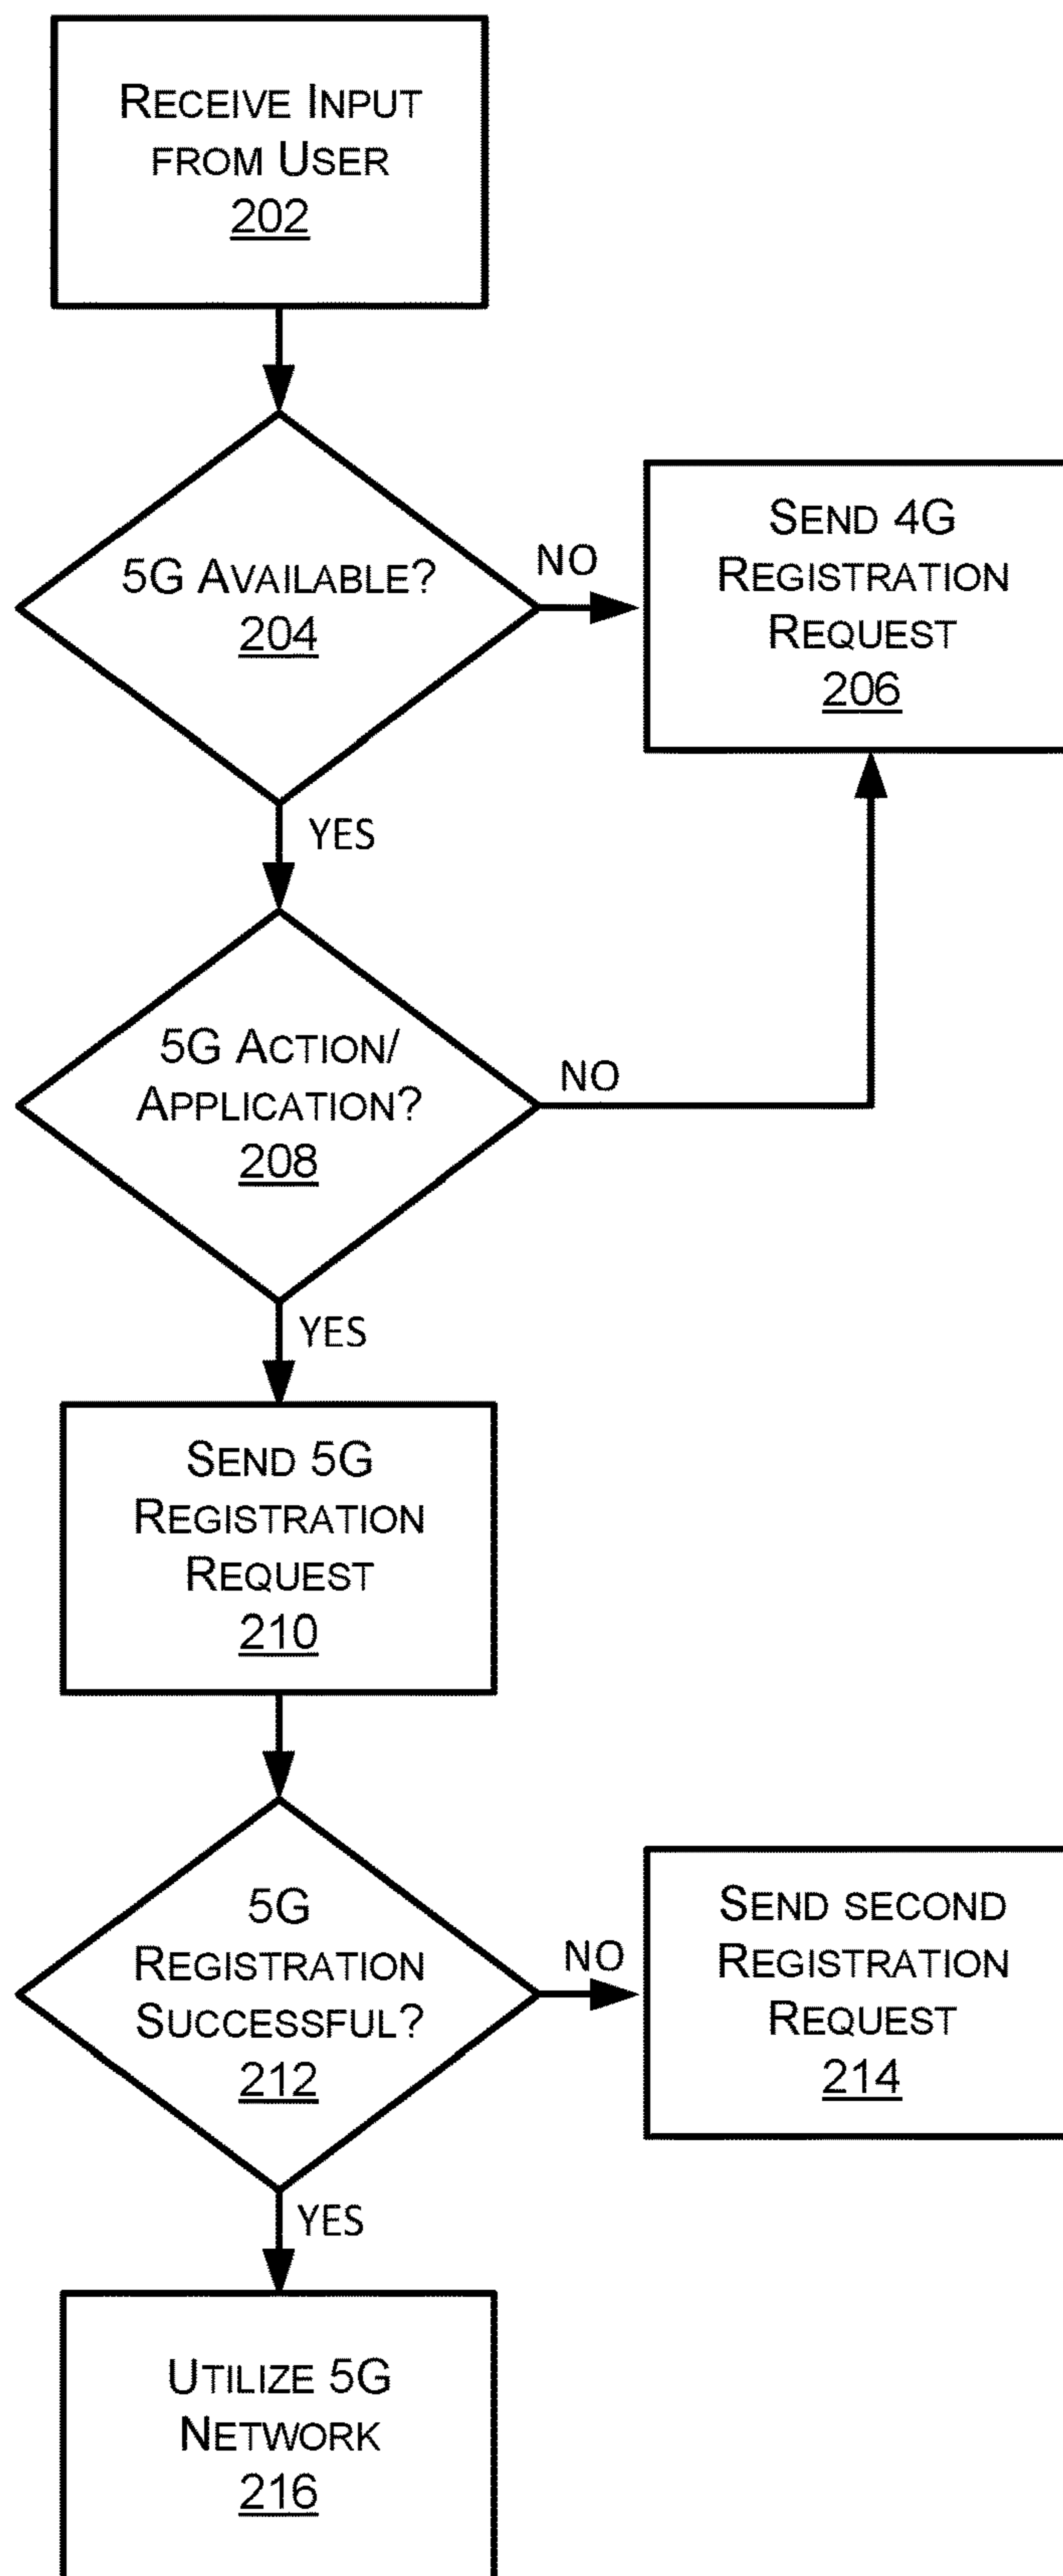 RECEIVE INPUT
FROM USER
202
5G AVAILABLE?
204
NO
SEND 4G
REGISTRATION
REQUEST
206
YES
5G ACTION/
APPLICATION?
208
NO
YES
SEND 5G
REGISTRATION
REQUEST
210
5G
REGISTRATION
SUCCESSFUL?
212
NO
SEND SECOND
REGISTRATION
REQUEST
214
YES
UTILIZE 5G
NETWORK
216